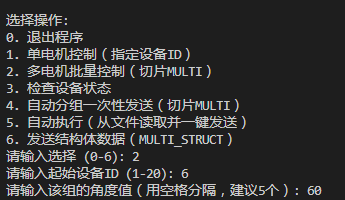 选择操作:
0. 退出程序
1. 单电机控制（指定设备ID）
2. 多电机批量控制（切片MULTI）
3. 检查设备状态
4. 自动分组一次性发送（切片MULTI）
5. 自动执行（从文件读取并一键发送）
6. 发送结构体数据（MULTI_STRUCT）
请输入选择 (0-6): 2
请输入起始设备ID (1-20): 6
请输入该组的角度值（用空格分隔，建议5个）: 60